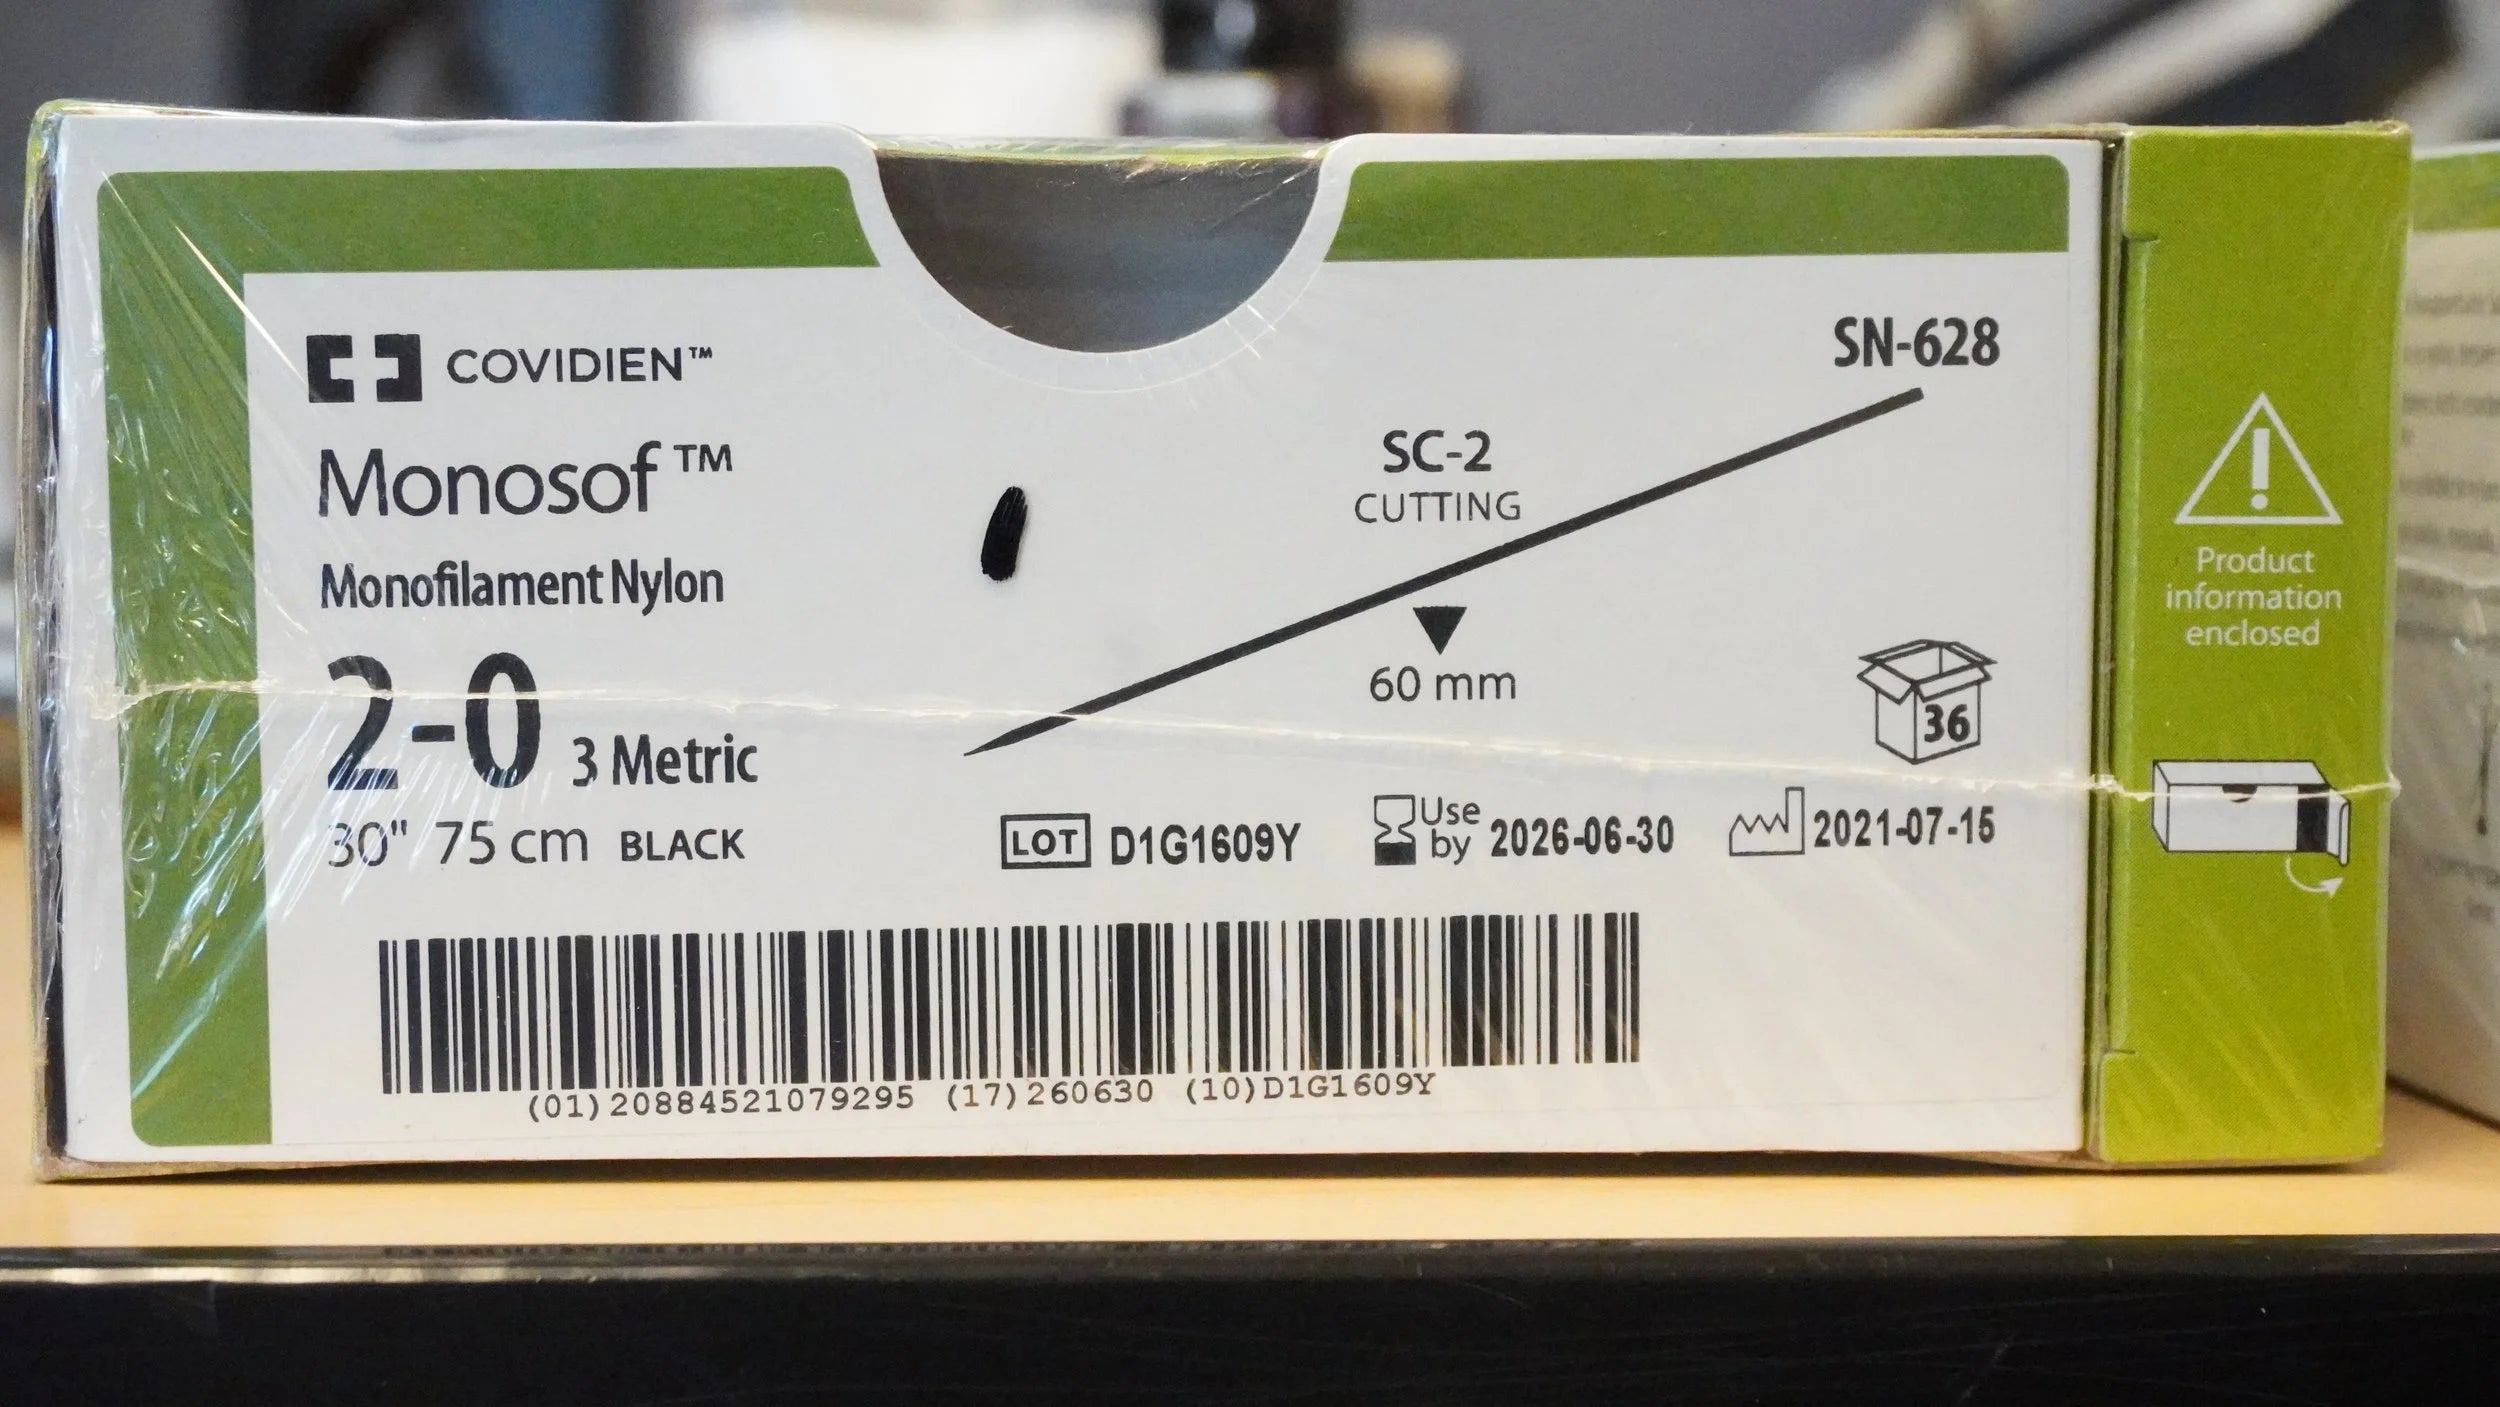 COVIDIEN™
Monosof™
Monofilament Nylon
2-0 3 Metric
30" 75 cm BLACK
SN-628
SC-2
CUTTING
60 mm
36
LOT D1G1609Y
Use by 2026-06-30
2021-07-15
(01)20884521079295 (17)260630 (10)D1G1609Y
Product
information
enclosed